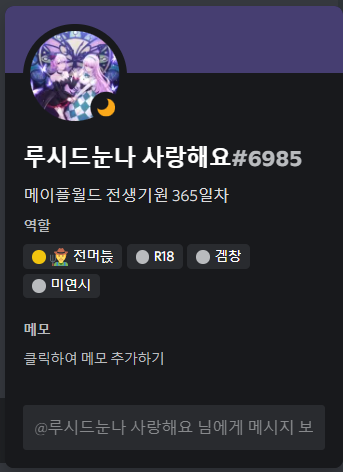 루시드눈나 사랑해요#6985
메이플월드 전생기원 365일차
역할
전머늕 R18 겜창
미연시
메모
클릭하여 메모 추가하기
@루시드눈나 사랑해요 님에게 메시지 보